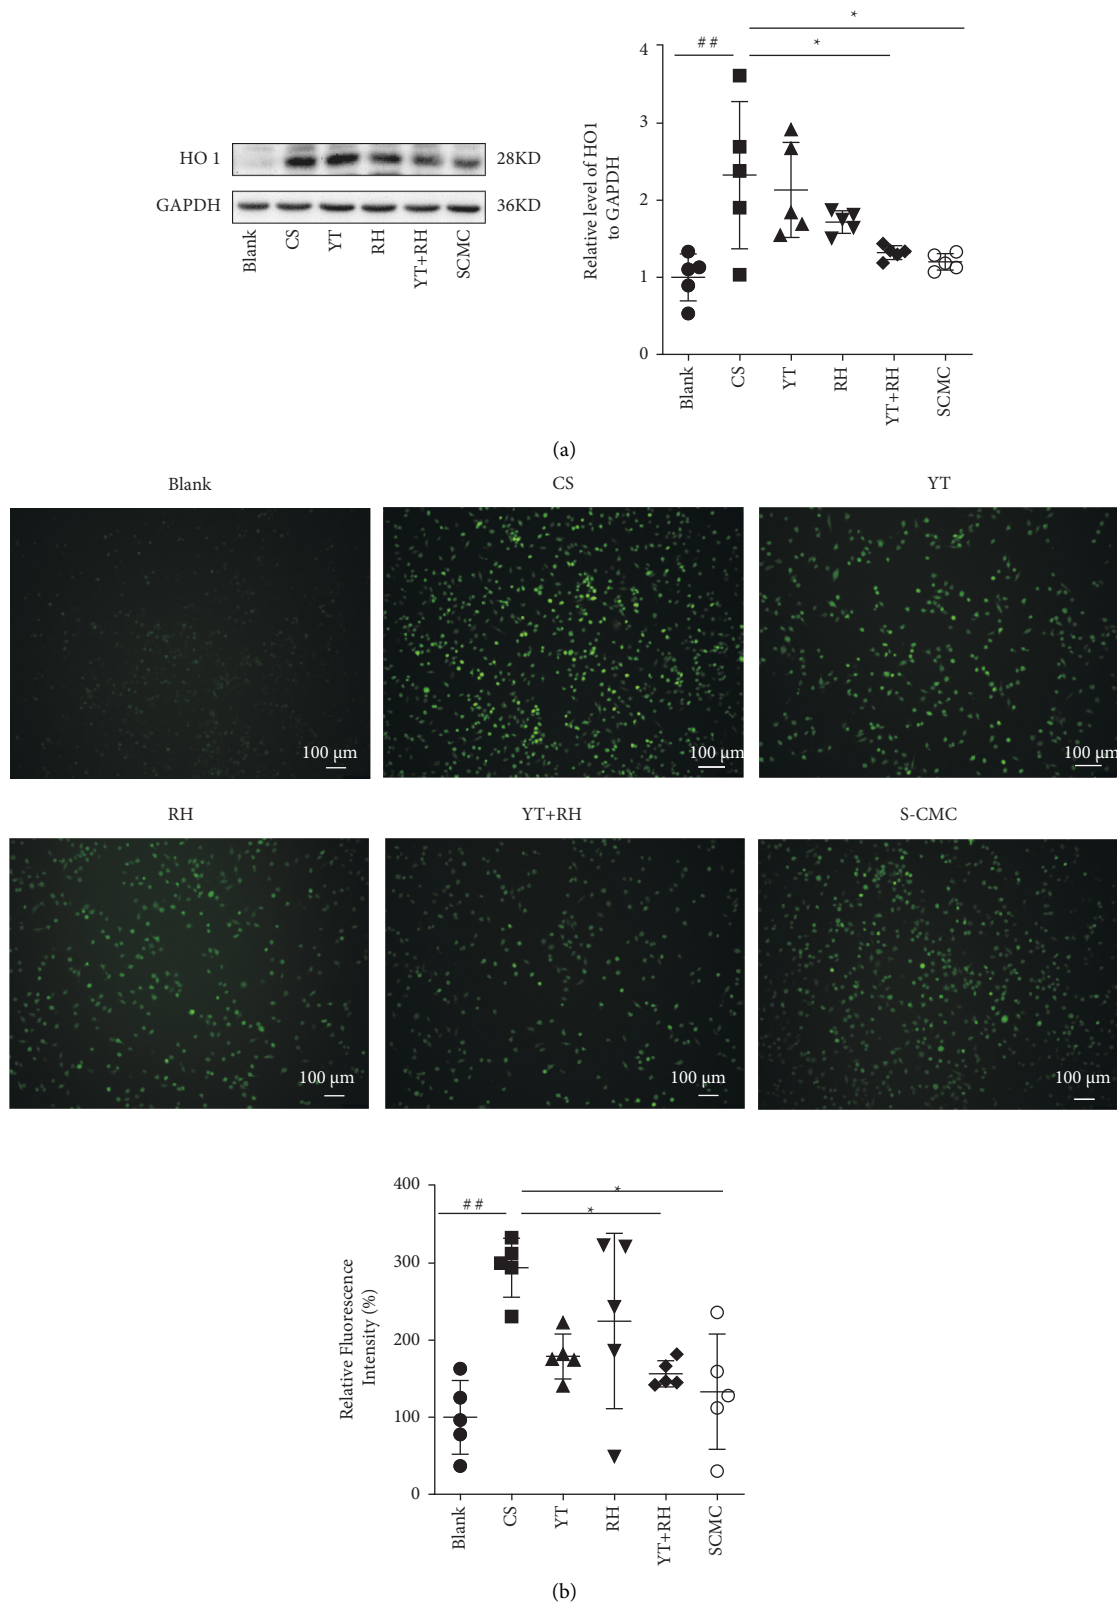 HO 1
28KD
GAPDH
36KD
Blank
CS
YT
RH
YT+RH
SCMC
Relative level of HO1
to GAPDH
4
3
2
1
0
##
*
*
Blank
CS
YT
RH
YT+RH
SCMC
(a)
Blank
CS
YT
100 µm
100 µm
100 µm
RH
YT+RH
S-CMC
100 µm
100 µm
100 µm
Relative Fluorescence
Intensity (%)
400
300
200
100
0
##
*
*
Blank
CS
YT
RH
YT+RH
SCMC
(b)